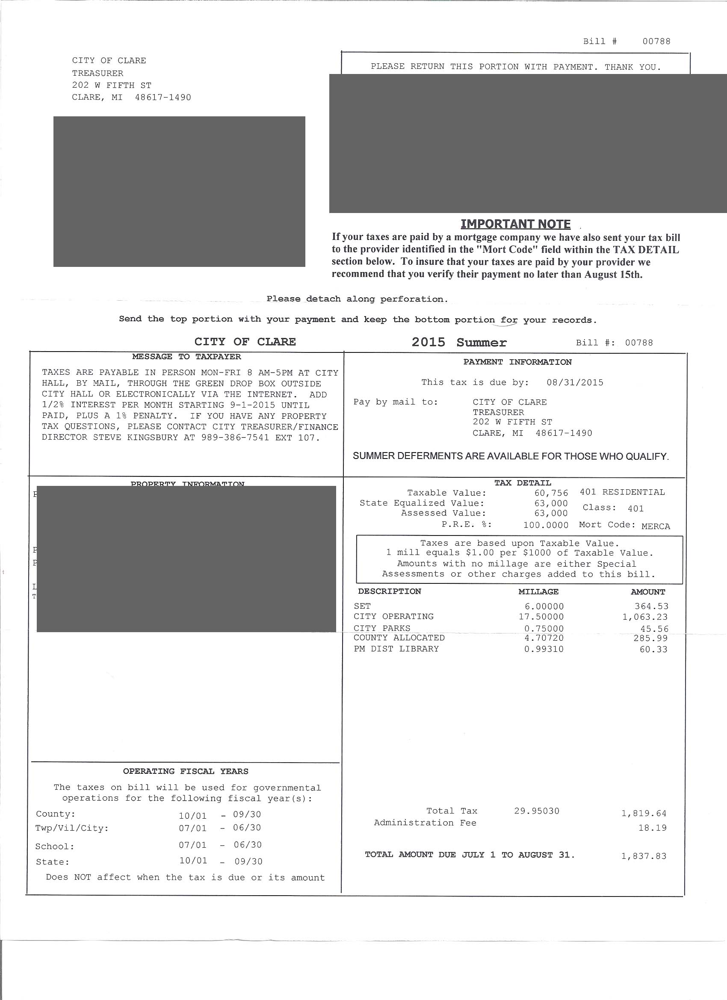 Bill # 00788
CITY OF CLARE
TREASURER
202 W FIFTH ST
CLARE, MI 48617-1490
PLEASE RETURN THIS PORTION WITH PAYMENT. THANK YOU.
IMPORTANT NOTE
If your taxes are paid by a mortgage company we have also sent your tax bill
to the provider identified in the "Mort Code" field within the TAX DETAIL
section below. To insure that your taxes are paid by your provider we
recommend that you verify their payment no later than August 15th.
Please detach along perforation.
Send the top portion with your payment and keep the bottom portion for your records.
CITY OF CLARE 2015 Summer Bill #: 00788
MESSAGE TO TAXPAYER
TAXES ARE PAYABLE IN PERSON MON-FRI 8 AM-5PM AT CITY
HALL, BY MAIL, THROUGH THE GREEN DROP BOX OUTSIDE
CITY HALL OR ELECTRONICALLY VIA THE INTERNET. ADD
1/2% INTEREST PER MONTH STARTING 9-1-2015 UNTIL
PAID, PLUS A 1% PENALTY. IF YOU HAVE ANY PROPERTY
TAX QUESTIONS, PLEASE CONTACT CITY TREASURER/FINANCE
DIRECTOR STEVE KINGSBURY AT 989-386-7541 EXT 107.
PAYMENT INFORMATION
This tax is due by: 08/31/2015
Pay by mail to: CITY OF CLARE
TREASURER
202 W FIFTH ST
CLARE, MI 48617-1490
SUMMER DEFERMENTS ARE AVAILABLE FOR THOSE WHO QUALIFY.
PROPERTY INFORMATION
TAX DETAIL
Taxable Value: 60,756 401 RESIDENTIAL
State Equalized Value: 63,000
Assessed Value: 63,000 Class: 401
P.R.E. %: 100.0000 Mort Code: MERCA
Taxes are based upon Taxable Value.
1 mill equals $1.00 per $1000 of Taxable Value.
Amounts with no millage are either Special
Assessments or other charges added to this bill.
DESCRIPTION MILLAGE AMOUNT
SET 6.00000 364.53
CITY OPERATING 17.50000 1,063.23
CITY PARKS 0.75000 45.56
COUNTY ALLOCATED 4.70720 285.99
PM DIST LIBRARY 0.99310 60.33
OPERATING FISCAL YEARS
The taxes on bill will be used for governmental
operations for the following fiscal year(s):
County: 10/01 - 09/30
Twp/Vil/City: 07/01 - 06/30
School: 07/01 - 06/30
State: 10/01 - 09/30
Does NOT affect when the tax is due or its amount
Total Tax 29.95030 1,819.64
Administration Fee 18.19
TOTAL AMOUNT DUE JULY 1 TO AUGUST 31. 1,837.83